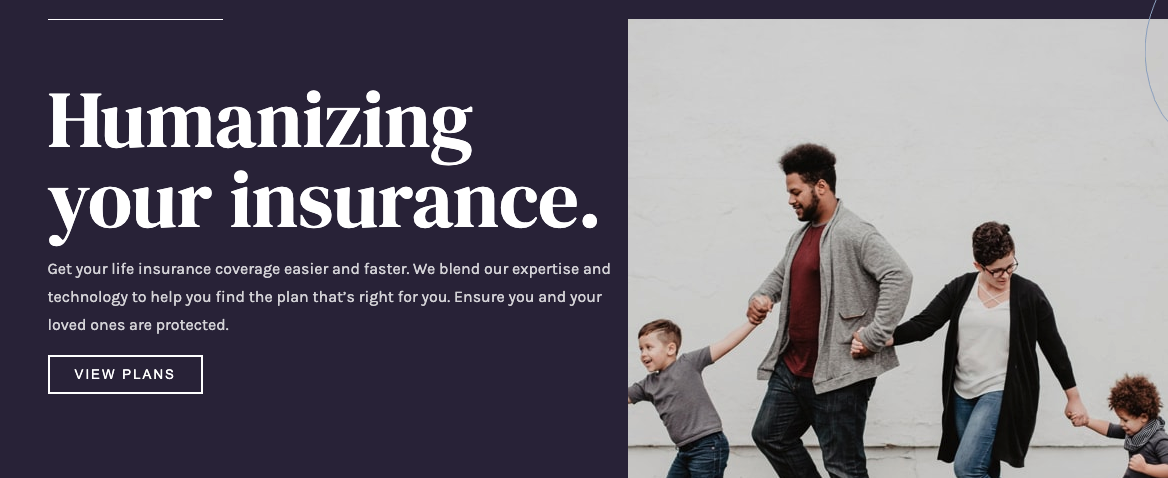 Humanizing
your insurance.
Get your life insurance coverage easier and faster. We blend our expertise and
technology to help you find the plan that’s right for you. Ensure you and your
loved ones are protected.
VIEW PLANS